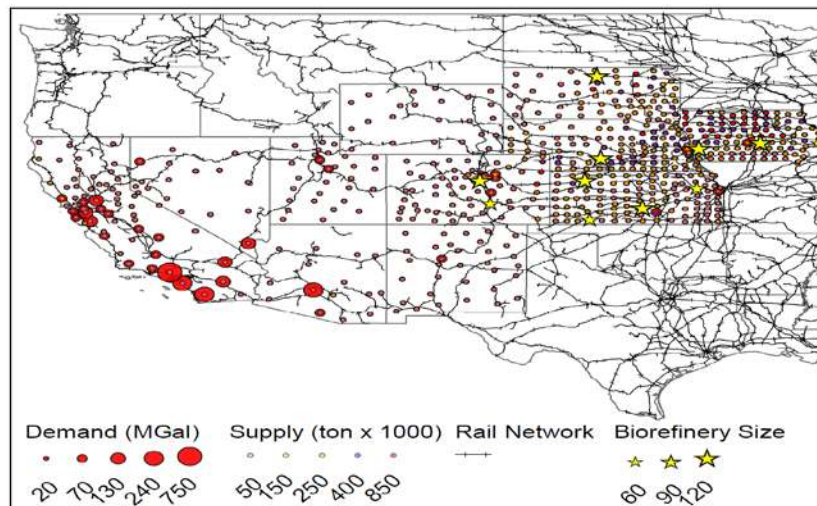 Demand (MGal) Supply (ton x 1000) Rail Network Biorefinery Size
20 70 130 240 750 50 150 250 400 850 60 90 120